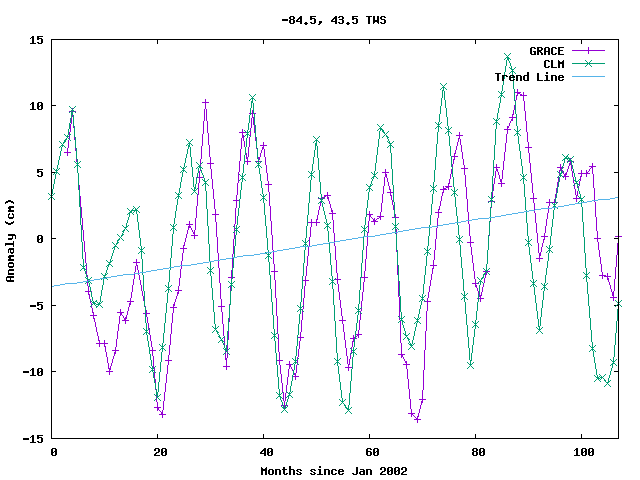 -84.5, 43.5 TWS
15
GRACE
CLM
Trend Line
10
5
0
-5
-10
-15
Anomaly (cm)
0 20 40 60 80 100
Months since Jan 2002